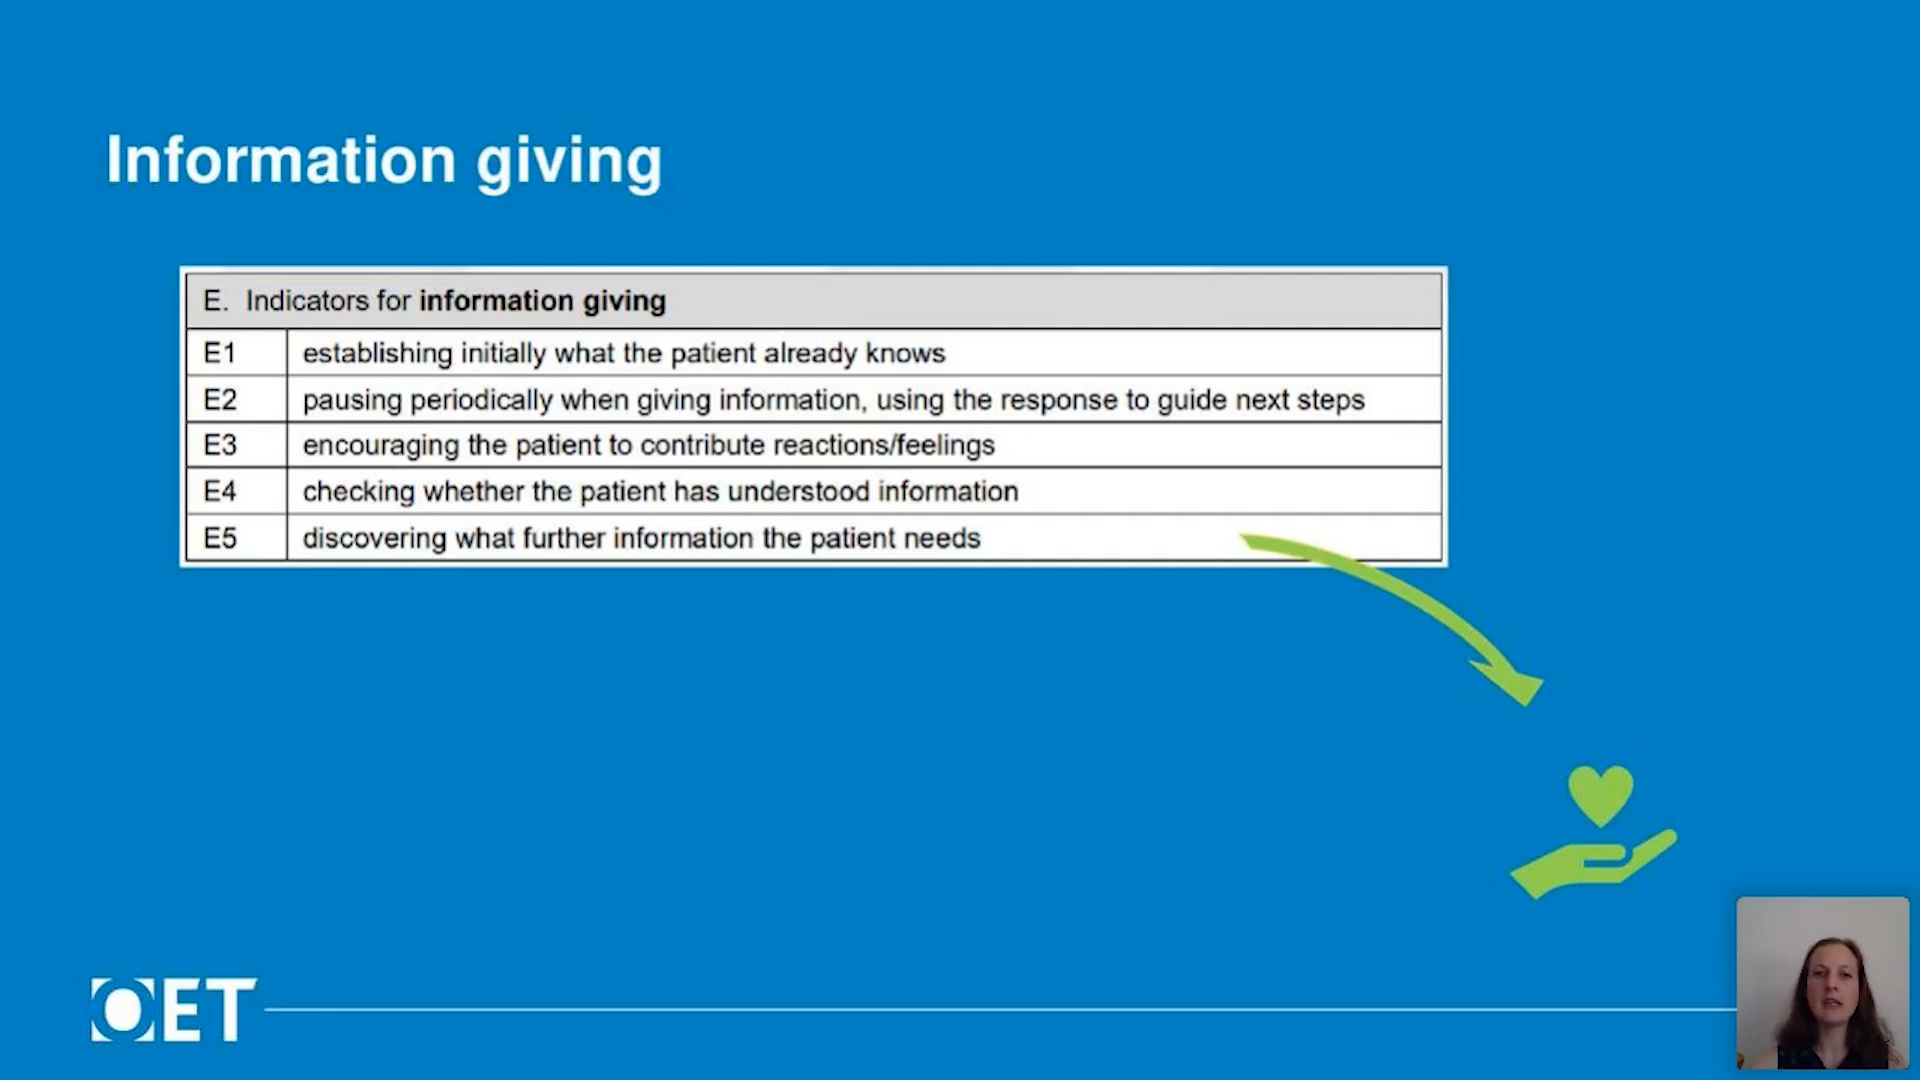 Information giving
E. Indicators for information giving
E1 establishing initially what the patient already knows
E2 pausing periodically when giving information, using the response to guide next steps
E3 encouraging the patient to contribute reactions/feelings
E4 checking whether the patient has understood information
E5 discovering what further information the patient needs
OET